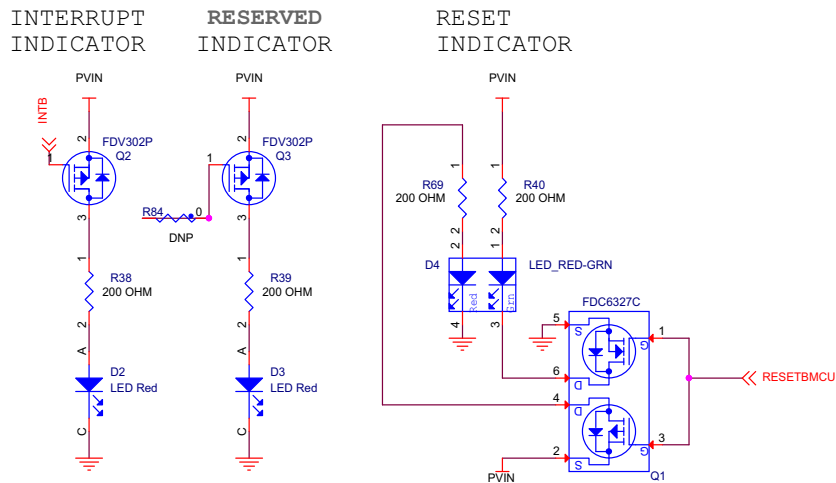 INTERRUPT INDICATOR
RESERVED INDICATOR
RESET INDICATOR
PVIN
INTB
1
2
FDV302P
Q2
3
1
R38
200 OHM
2
A
D2
LED Red
C
PVIN
2
FDV302P
Q3
1
R84
0
DNP
3
1
R39
200 OHM
2
A
D3
LED Red
C
PVIN
1
R69
200 OHM
2
1
R40
200 OHM
2
D4
2
1
LED_RED-GRN
Red
Grn
4
3
FDC6327C
5
S
G
1
6
D
4
D
G
3
2
S
PVIN
Q1
RESETBMCU